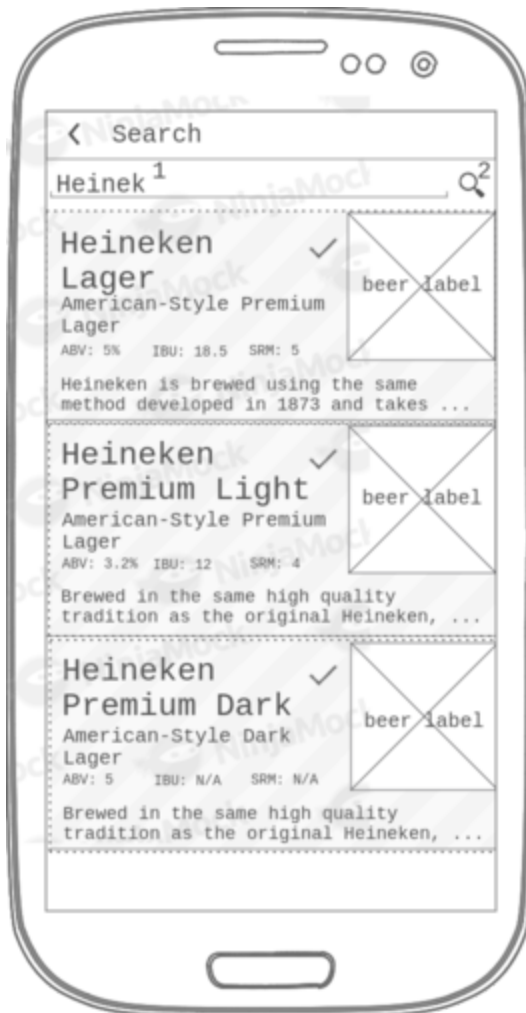 Search
Heinek 1 2
Heineken
Lager
beer label
American-Style Premium
Lager
ABV: 5% IBU: 18.5 SRM: 5
Heineken is brewed using the same
method developed in 1873 and takes ...
Heineken
Premium Light
beer label
American-Style Premium
Lager
ABV: 3.2% IBU: 12 SRM: 4
Brewed in the same high quality
tradition as the original Heineken, ...
Heineken
Premium Dark
beer label
American-Style Dark
Lager
ABV: 5 IBU: N/A SRM: N/A
Brewed in the same high quality
tradition as the original Heineken, ...
NinjaMock